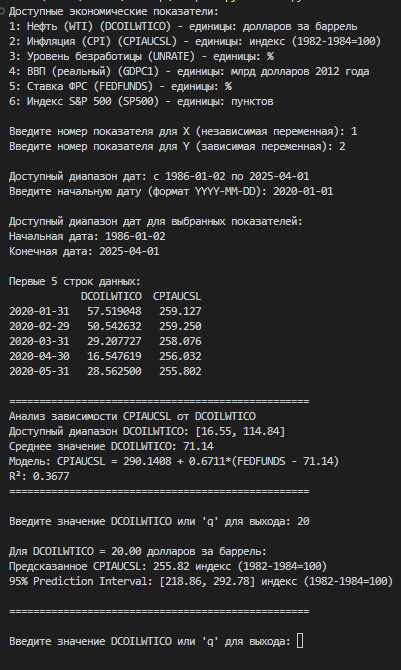 Доступные экономические показатели:
1: Нефть (WTI) (DCOILWTICO) - единицы: долларов за баррель
2: Инфляция (CPI) (CPIAUCSL) - единицы: индекс (1982-1984=100)
3: Уровень безработицы (UNRATE) - единицы: %
4: ВВП (реальный) (GDPC1) - единицы: млрд долларов 2012 года
5: Ставка ФРС (FEDFUNDS) - единицы: %
6: Индекс S&P 500 (SP500) - единицы: пунктов
Введите номер показателя для X (независимая переменная): 1
Введите номер показателя для Y (зависимая переменная): 2
Доступный диапазон дат: с 1986-01-02 по 2025-04-01
Введите начальную дату (формат YYYY-MM-DD): 2020-01-01
Доступный диапазон дат для выбранных показателей:
Начальная дата: 1986-01-02
Конечная дата: 2025-04-01
Первые 5 строк данных:
DCOILWTICO CPIAUCSL
2020-01-31 57.519048 259.127
2020-02-29 50.542632 259.250
2020-03-31 29.207727 258.076
2020-04-30 16.547619 256.032
2020-05-31 28.562500 255.802
==================================================
Анализ зависимости CPIAUCSL от DCOILWTICO
Доступный диапазон DCOILWTICO: [16.55, 114.84]
Среднее значение DCOILWTICO: 71.14
Модель: CPIAUCSL = 290.1408 + 0.6711*(FEDFUNDS - 71.14)
R²: 0.3677
==================================================
Введите значение DCOILWTICO или 'q' для выхода: 20
Для DCOILWTICO = 20.00 долларов за баррель:
Предсказанное CPIAUCSL: 255.82 индекс (1982-1984=100)
95% Prediction Interval: [218.86, 292.78] индекс (1982-1984=100)
==================================================
Введите значение DCOILWTICO или 'q' для выхода: